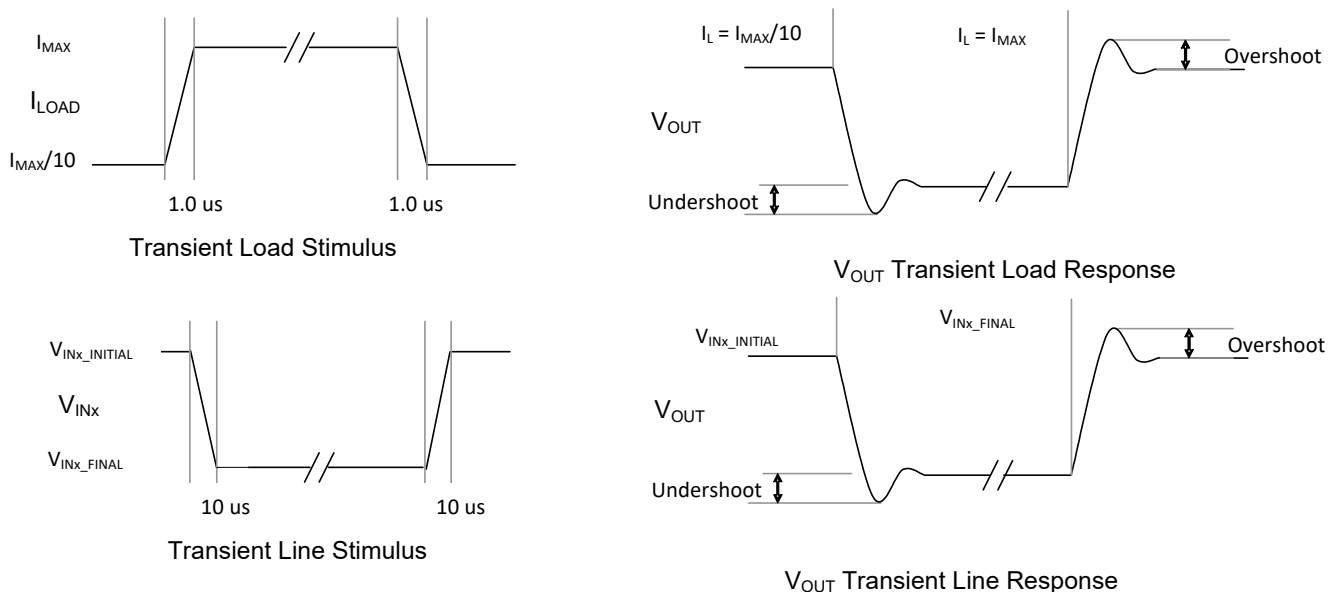 I_MAX
I_LOAD
I_MAX/10
1.0 us 1.0 us
Transient Load Stimulus
I_L = I_MAX/10 I_L = I_MAX
Overshoot
V_OUT
Undershoot
V_OUT Transient Load Response
V_INx_INITIAL
V_INx
V_INx_FINAL
10 us 10 us
Transient Line Stimulus
V_INx_INITIAL V_INx_FINAL
Overshoot
V_OUT
Undershoot
V_OUT Transient Line Response